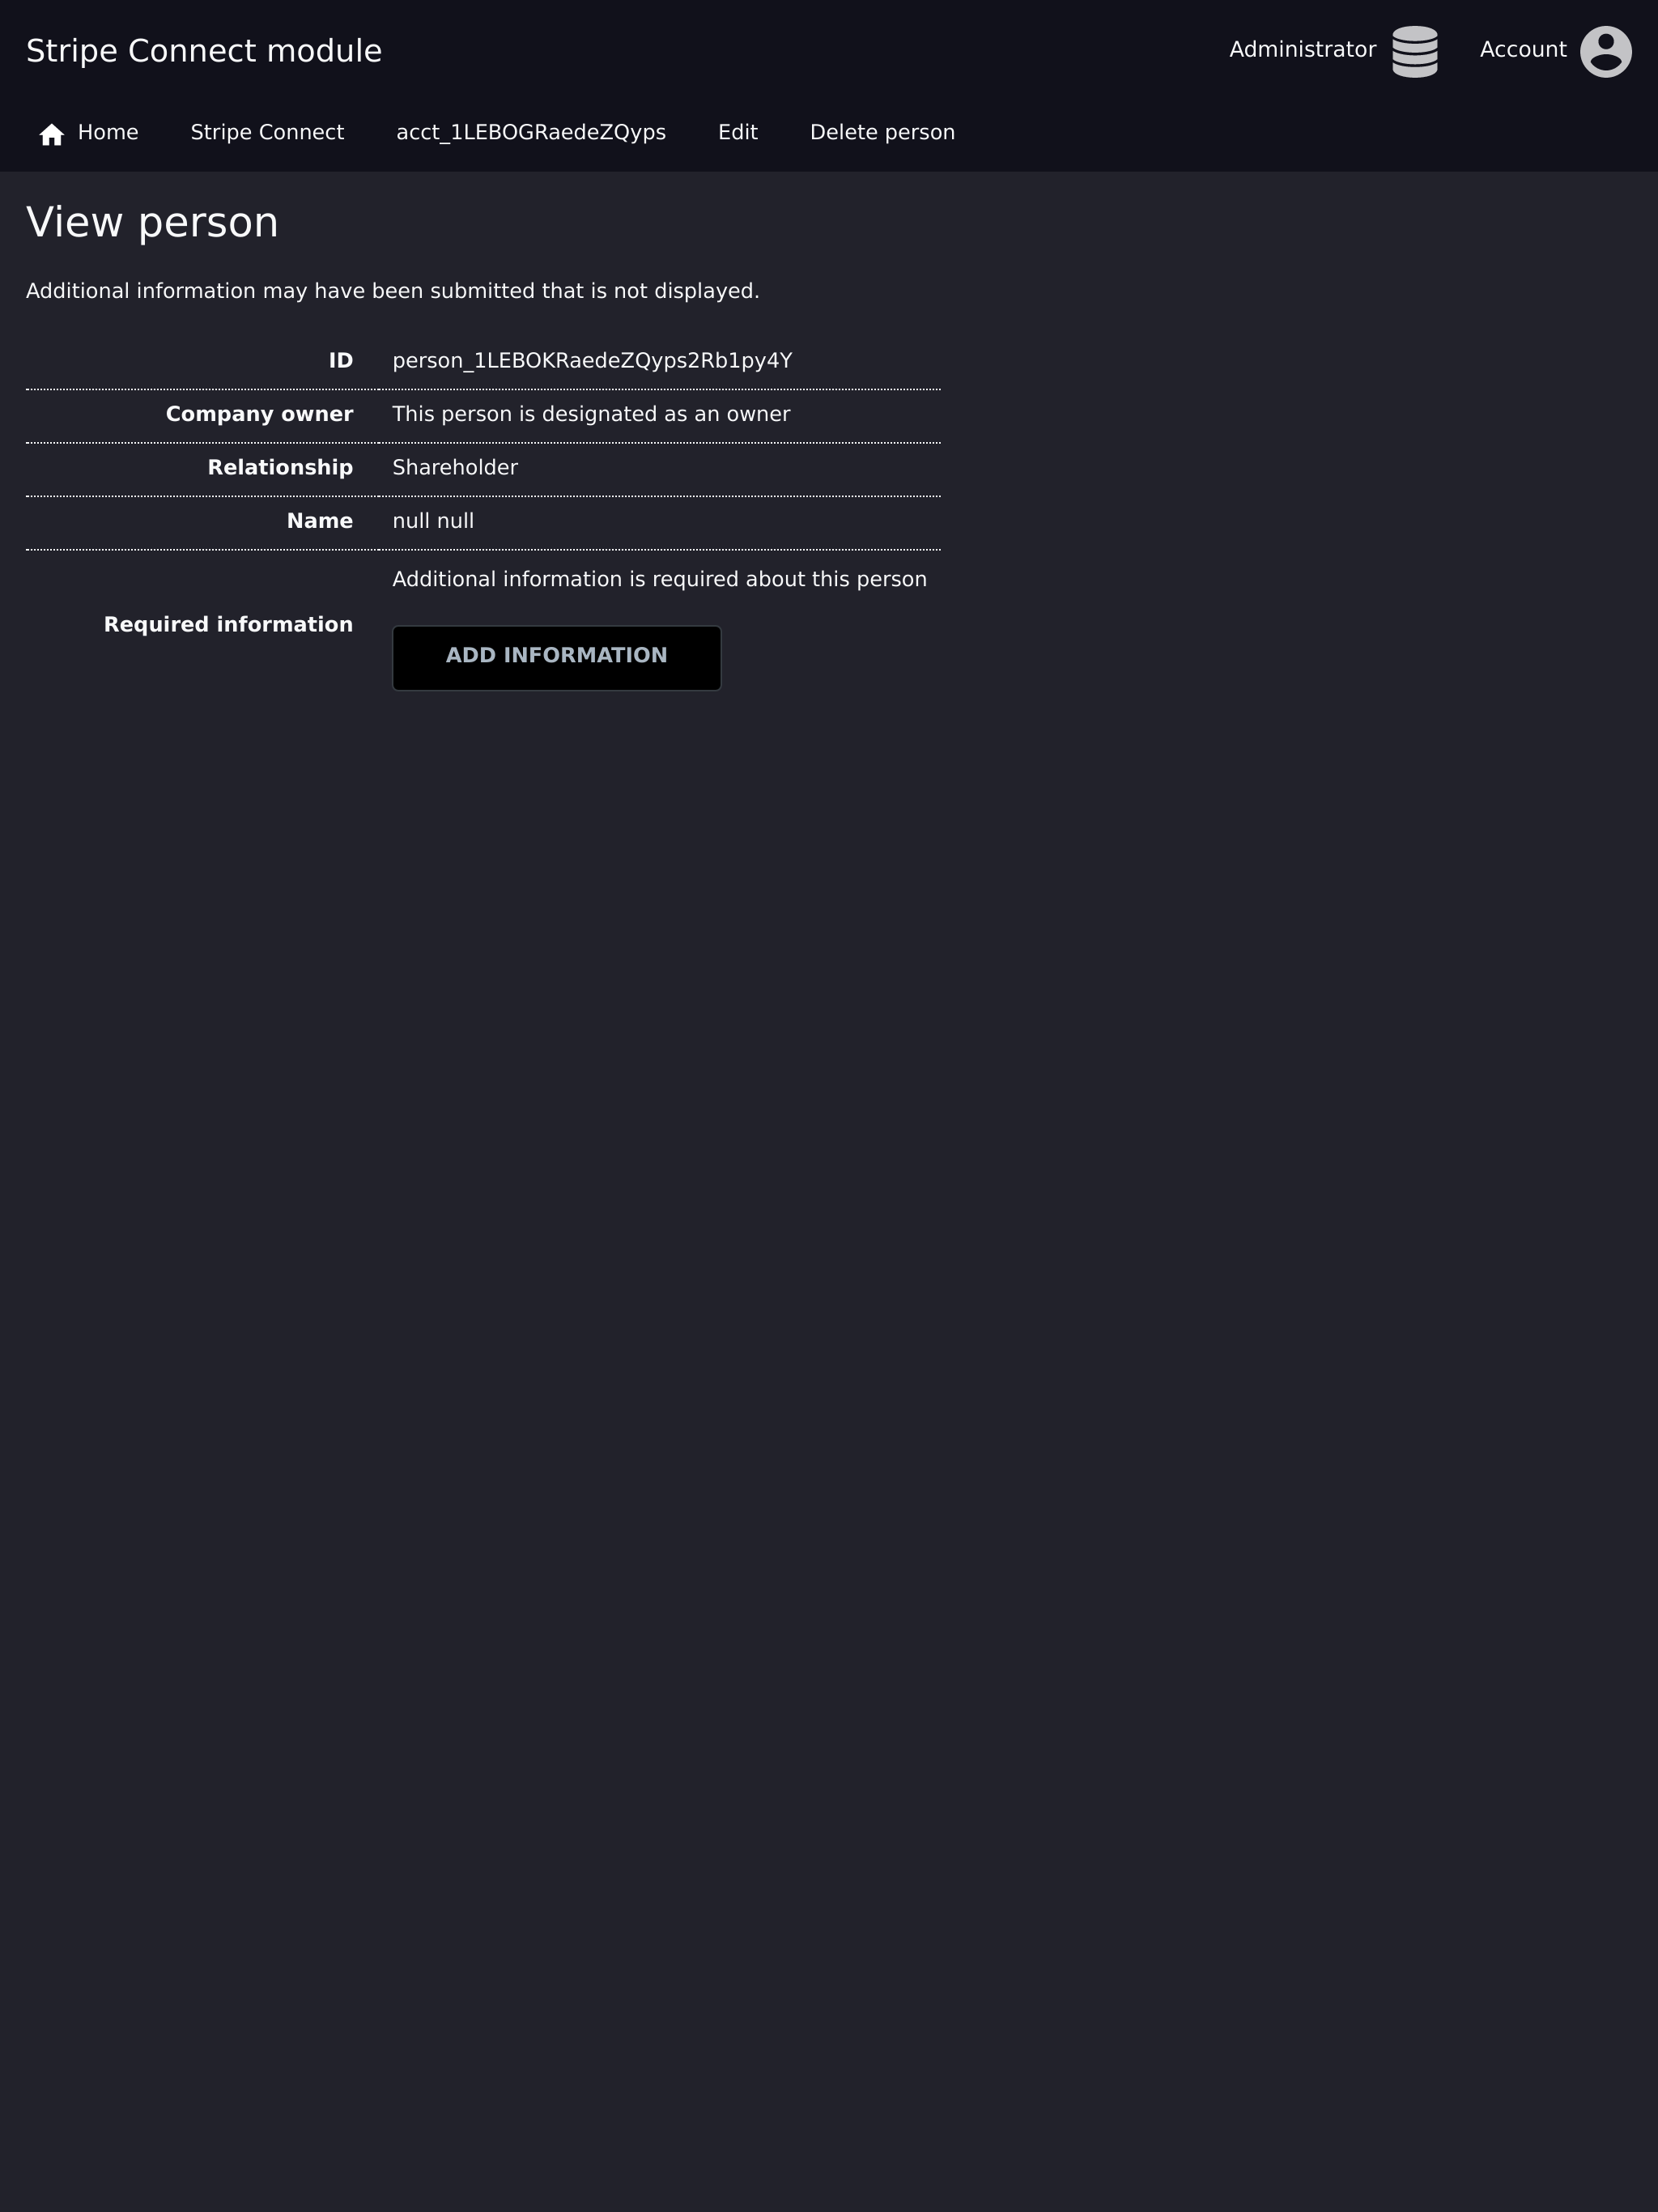 Stripe Connect module
Administrator
Account
Home
Stripe Connect
acct_1LEBOGRaedeZQyps
Edit
Delete person
View person
Additional information may have been submitted that is not displayed.
ID person_1LEBOKRaedeZQyps2Rb1py4Y
Company owner This person is designated as an owner
Relationship Shareholder
Name null null
Additional information is required about this person
Required information
ADD INFORMATION